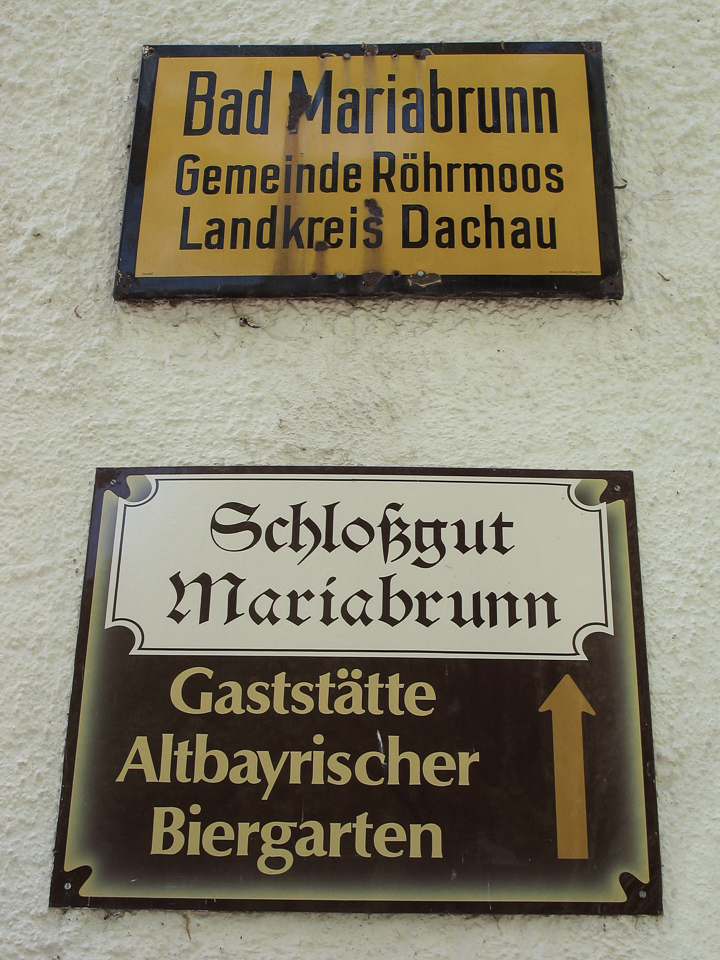 Bad Mariabrunn
Gemeinde Röhrmoos
Landkreis Dachau
Schloßgut
Mariabrunn
Gaststätte
Altbayrischer
Biergarten